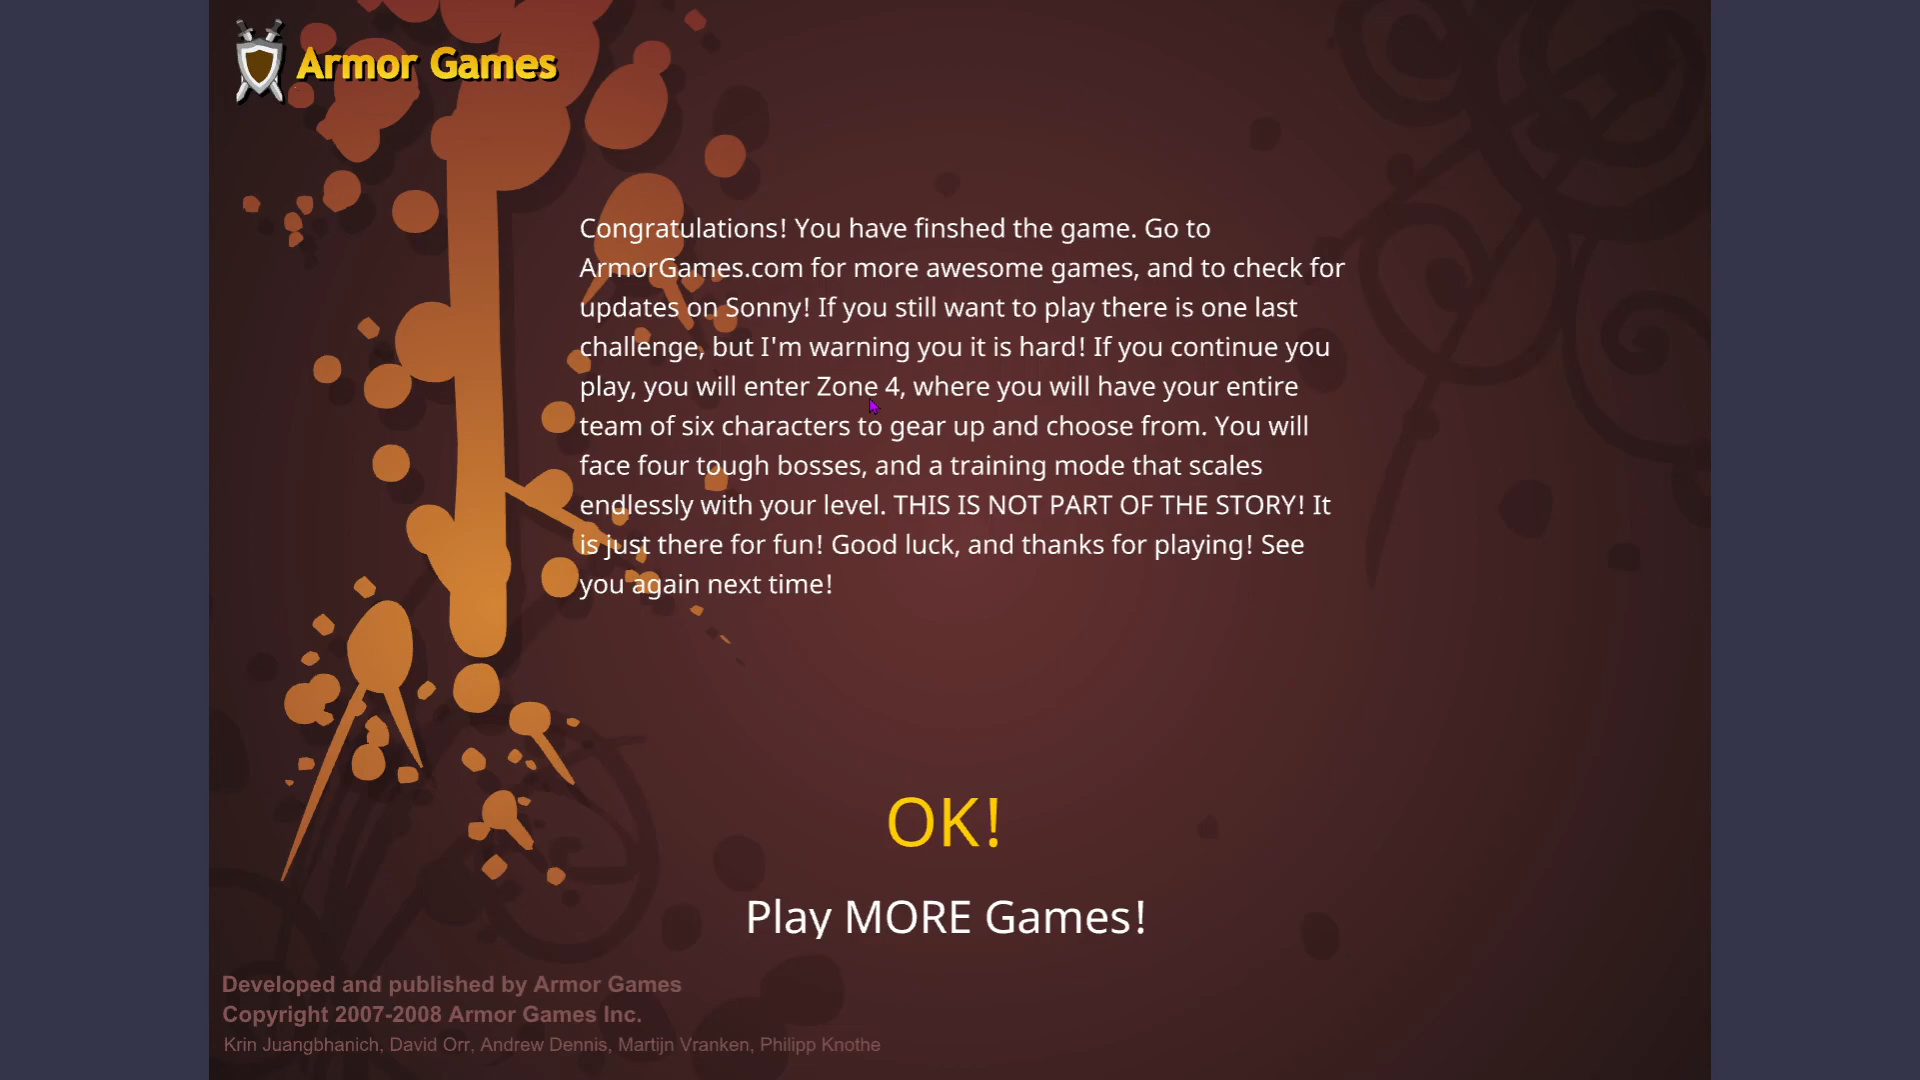 Armor Games
Congratulations! You have finshed the game. Go to
ArmorGames.com for more awesome games, and to check for
updates on Sonny! If you still want to play there is one last
challenge, but I'm warning you it is hard! If you continue you
play, you will enter Zone 4, where you will have your entire
team of six characters to gear up and choose from. You will
face four tough bosses, and a training mode that scales
endlessly with your level. THIS IS NOT PART OF THE STORY! It
is just there for fun! Good luck, and thanks for playing! See
you again next time!
OK!
Play MORE Games!
Developed and published by Armor Games
Copyright 2007-2008 Armor Games Inc.
Krin Juangbhanich, David Orr, Andrew Dennis, Martijn Vranken, Philipp Knothe